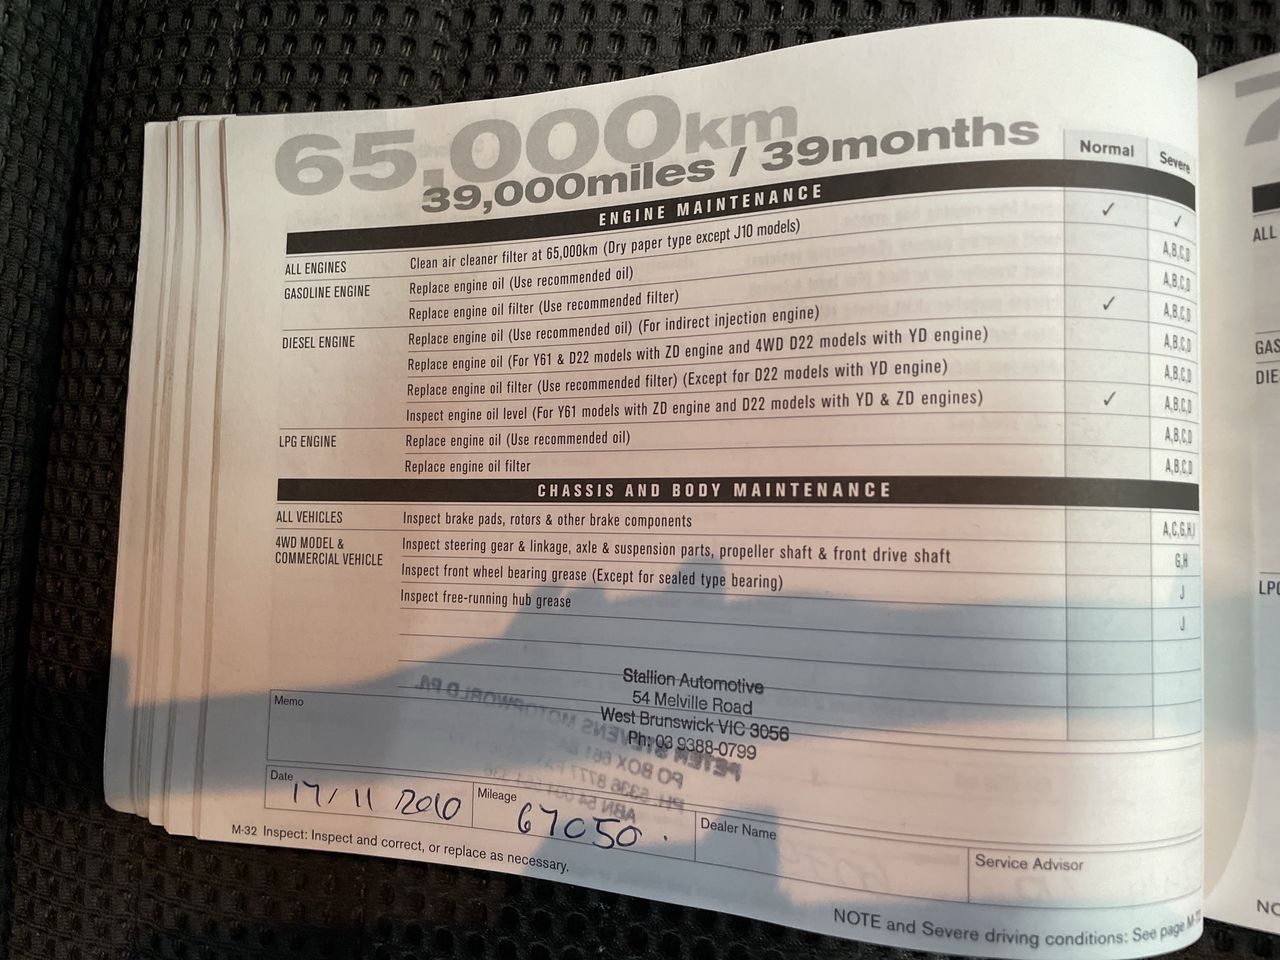 65,000km
39,000miles / 39months
Normal Severe
ENGINE MAINTENANCE
ALL ENGINES Clean air cleaner filter at 65,000km (Dry paper type except J10 models) ✓ ✓
GASOLINE ENGINE Replace engine oil (Use recommended oil) A,B,C,D
Replace engine oil filter (Use recommended filter) A,B,C,D
DIESEL ENGINE Replace engine oil (Use recommended oil) (For indirect injection engine) ✓ A,B,C,D
Replace engine oil (For Y61 & D22 models with ZD engine and 4WD D22 models with YD engine) A,B,C,D
Replace engine oil filter (Use recommended filter) (Except for D22 models with YD engine) A,B,C,D
Inspect engine oil level (For Y61 models with ZD engine and D22 models with YD & ZD engines) ✓ A,B,C,D
LPG ENGINE Replace engine oil (Use recommended oil) A,B,C,D
Replace engine oil filter A,B,C,D
CHASSIS AND BODY MAINTENANCE
ALL VEHICLES Inspect brake pads, rotors & other brake components A,C,G,H,I
4WD MODEL & COMMERCIAL VEHICLE Inspect steering gear & linkage, axle & suspension parts, propeller shaft & front drive shaft G,H
Inspect front wheel bearing grease (Except for sealed type bearing) J
Inspect free-running hub grease J
Stallion Automotive
54 Melville Road
West Brunswick VIC 3056
Ph: 03 9388-0799
Memo
Date 17/11 2010 Mileage 67050. Dealer Name Service Advisor
M-32 Inspect: Inspect and correct, or replace as necessary.
NOTE and Severe driving conditions: See page
ALL